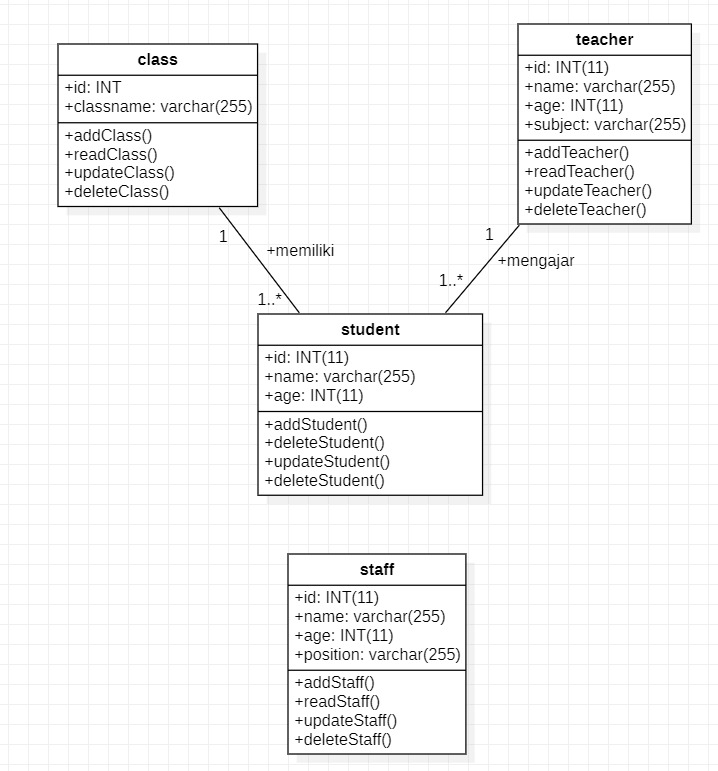 class
+id: INT
+classname: varchar(255)
+addClass()
+readClass()
+updateClass()
+deleteClass()
teacher
+id: INT(11)
+name: varchar(255)
+age: INT(11)
+subject: varchar(255)
+addTeacher()
+readTeacher()
+updateTeacher()
+deleteTeacher()
1
+memiliki
1..*
1
+mengajar
1..*
student
+id: INT(11)
+name: varchar(255)
+age: INT(11)
+addStudent()
+deleteStudent()
+updateStudent()
+deleteStudent()
staff
+id: INT(11)
+name: varchar(255)
+age: INT(11)
+position: varchar(255)
+addStaff()
+readStaff()
+updateStaff()
+deleteStaff()